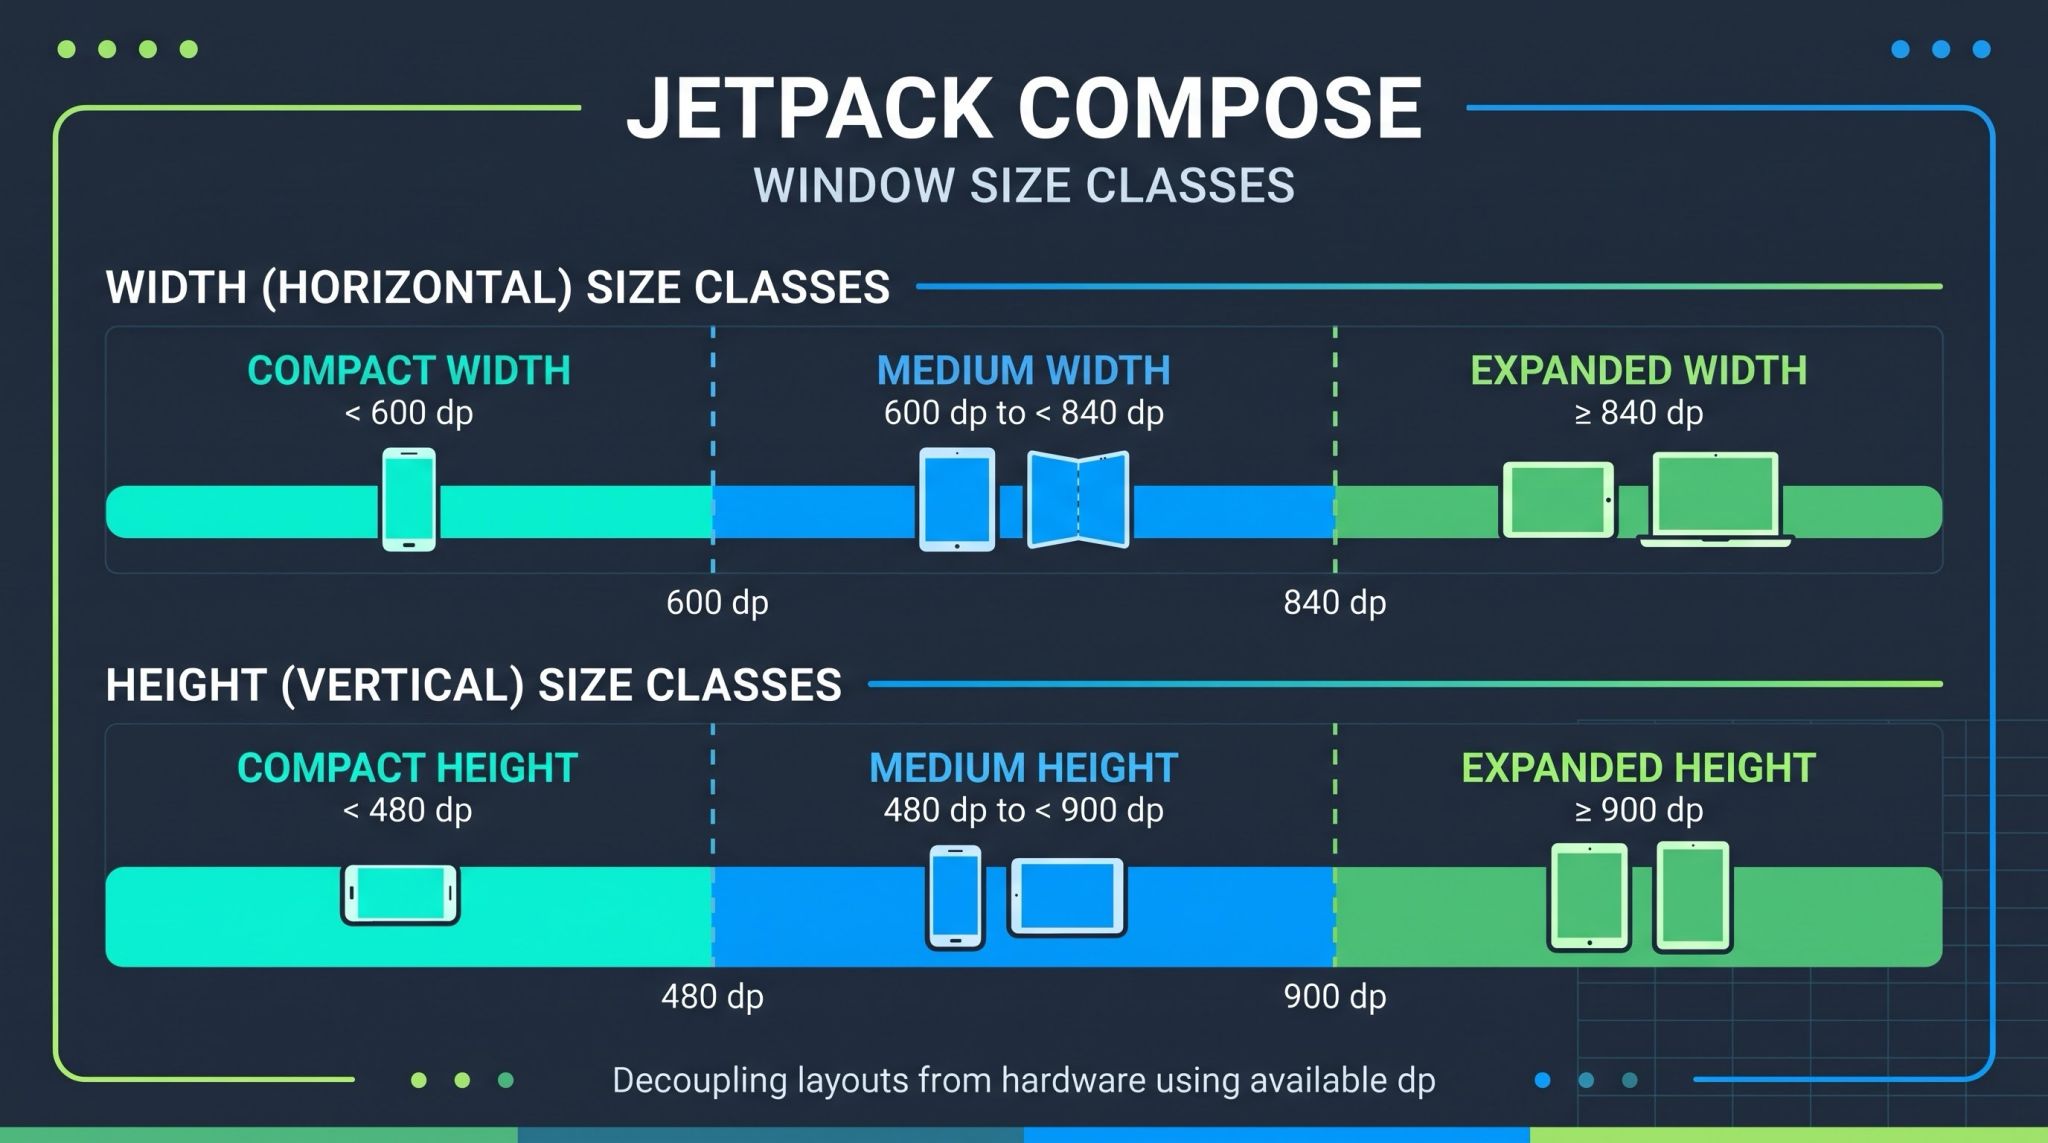 JETPACK COMPOSE
WINDOW SIZE CLASSES
WIDTH (HORIZONTAL) SIZE CLASSES
COMPACT WIDTH
< 600 dp
MEDIUM WIDTH
600 dp to < 840 dp
EXPANDED WIDTH
≥ 840 dp
600 dp
840 dp
HEIGHT (VERTICAL) SIZE CLASSES
COMPACT HEIGHT
< 480 dp
MEDIUM HEIGHT
480 dp to < 900 dp
EXPANDED HEIGHT
≥ 900 dp
480 dp
900 dp
Decoupling layouts from hardware using available dp